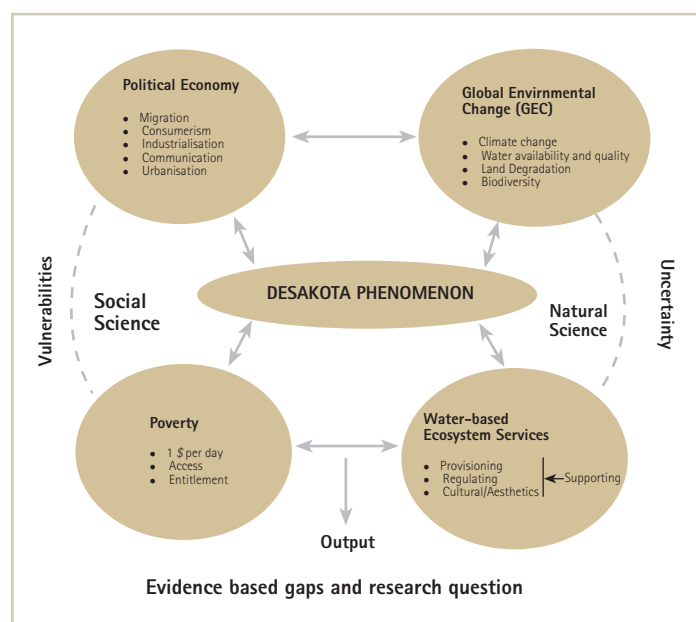 Political Economy
• Migration
• Consumerism
• Industrialisation
• Communication
• Urbanisation
Global Envirnmental
Change (GEC)
• Climate change
• Water availability and quality
• Land Degradation
• Biodiversity
Vulnerabilities
Social
Science
DESAKOTA PHENOMENON
Natural
Science
Uncertainty
Poverty
• 1 $ per day
• Access
• Entitlement
Water-based
Ecosystem Services
• Provisioning
• Regulating
• Cultural/Aesthetics
Supporting
Output
Evidence based gaps and research question